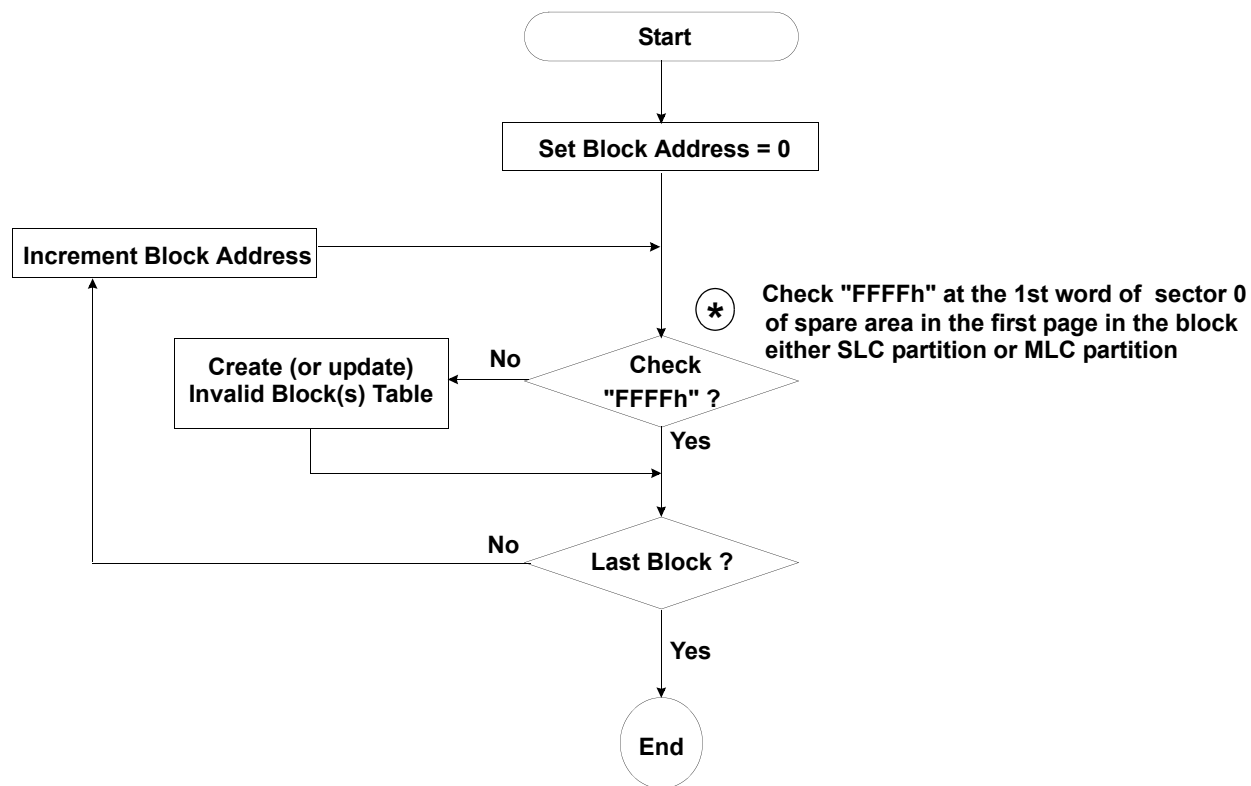 Start
Set Block Address = 0
Increment Block Address
*
Check "FFFFh" at the 1st word of sector 0
of spare area in the first page in the block
either SLC partition or MLC partition
Create (or update)
Invalid Block(s) Table
No
Check
"FFFFh" ?
Yes
No
Last Block ?
Yes
End